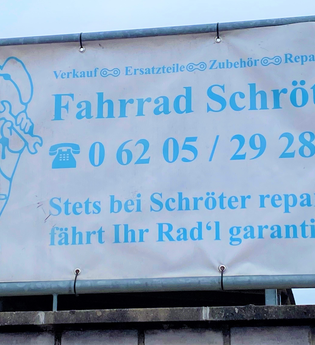 Verkauf Ersatzteile Zubehör Repa
Fahrrad Schröt
0 62 05 / 29 28
Stets bei Schröter repa
fährt Ihr Rad‘l garanti